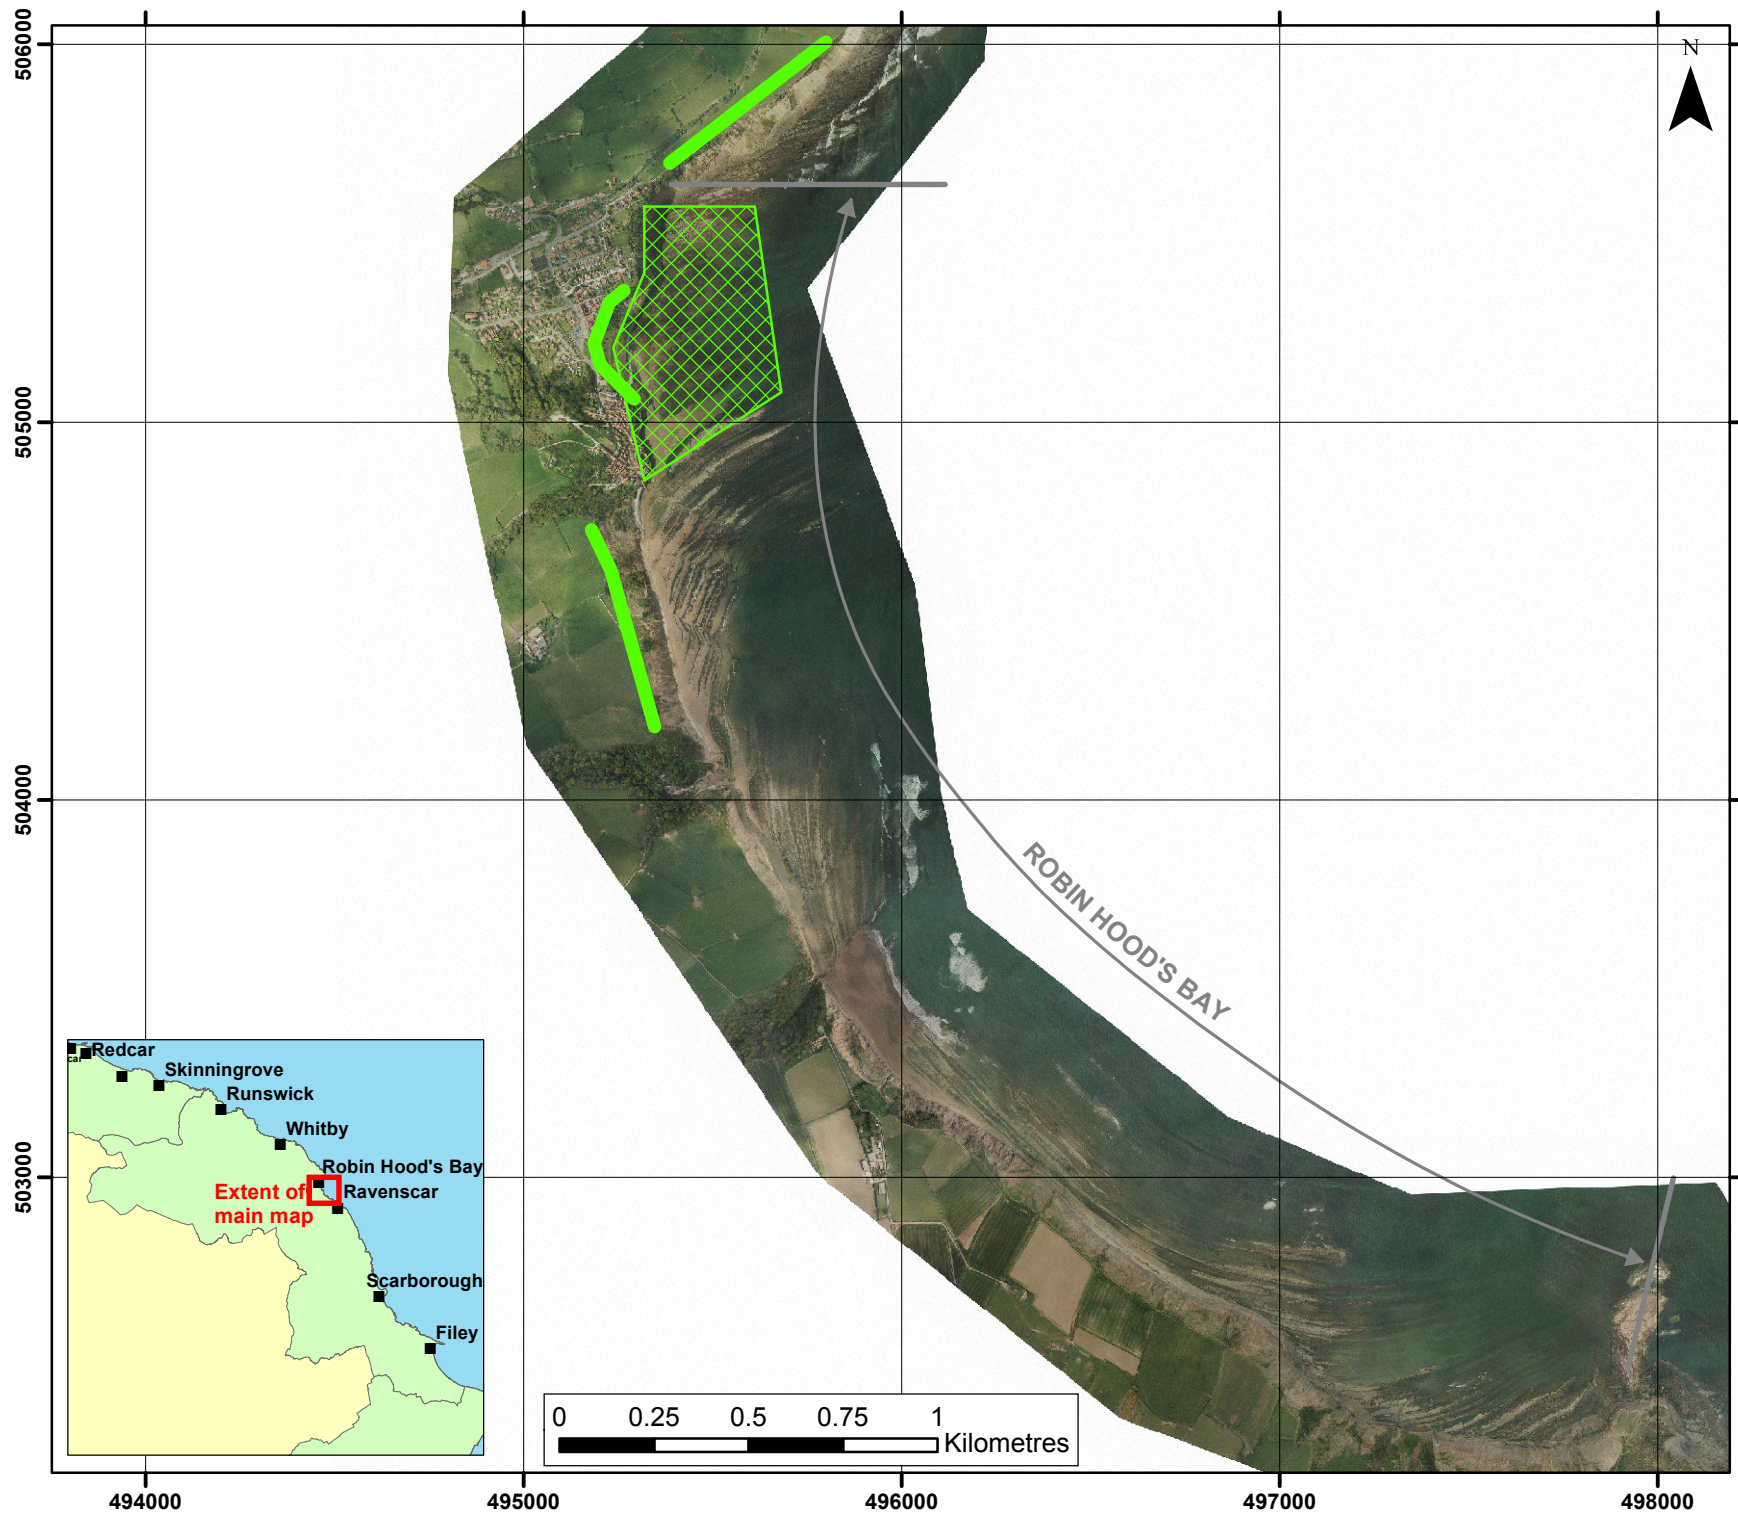 N
506000
505000
504000
503000
ROBIN HOOD'S BAY
car
Redcar
Skinningrove
Runswick
Whitby
Robin Hood's Bay
Extent of
main map
Ravenscar
Scarborough
Filey
0 0.25 0.5 0.75 1
Kilometres
494000 495000 496000 497000 498000